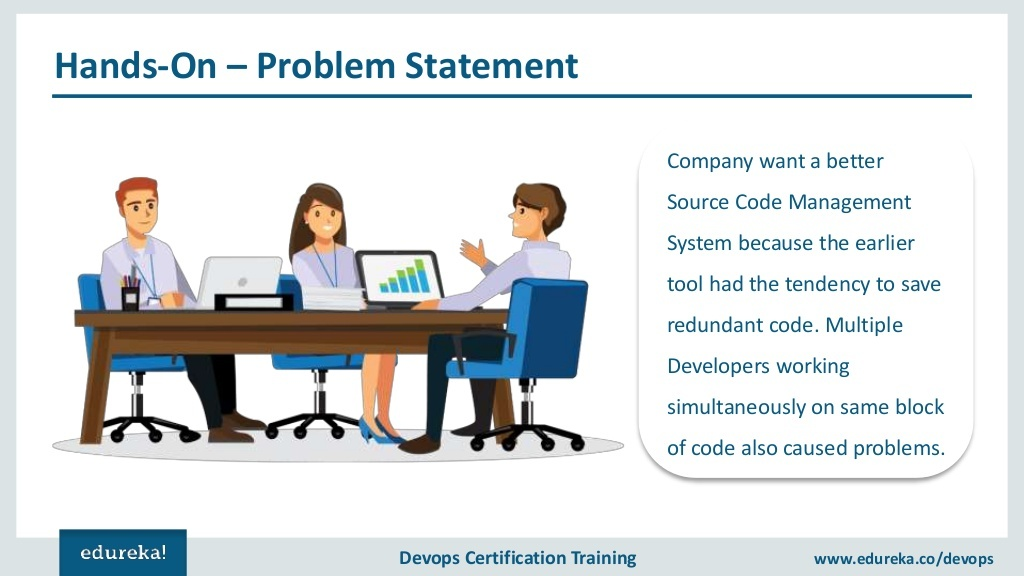 Hands-On – Problem Statement
Company want a better
Source Code Management
System because the earlier
tool had the tendency to save
redundant code. Multiple
Developers working
simultaneously on same block
of code also caused problems.
edureka!
Devops Certification Training
www.edureka.co/devops